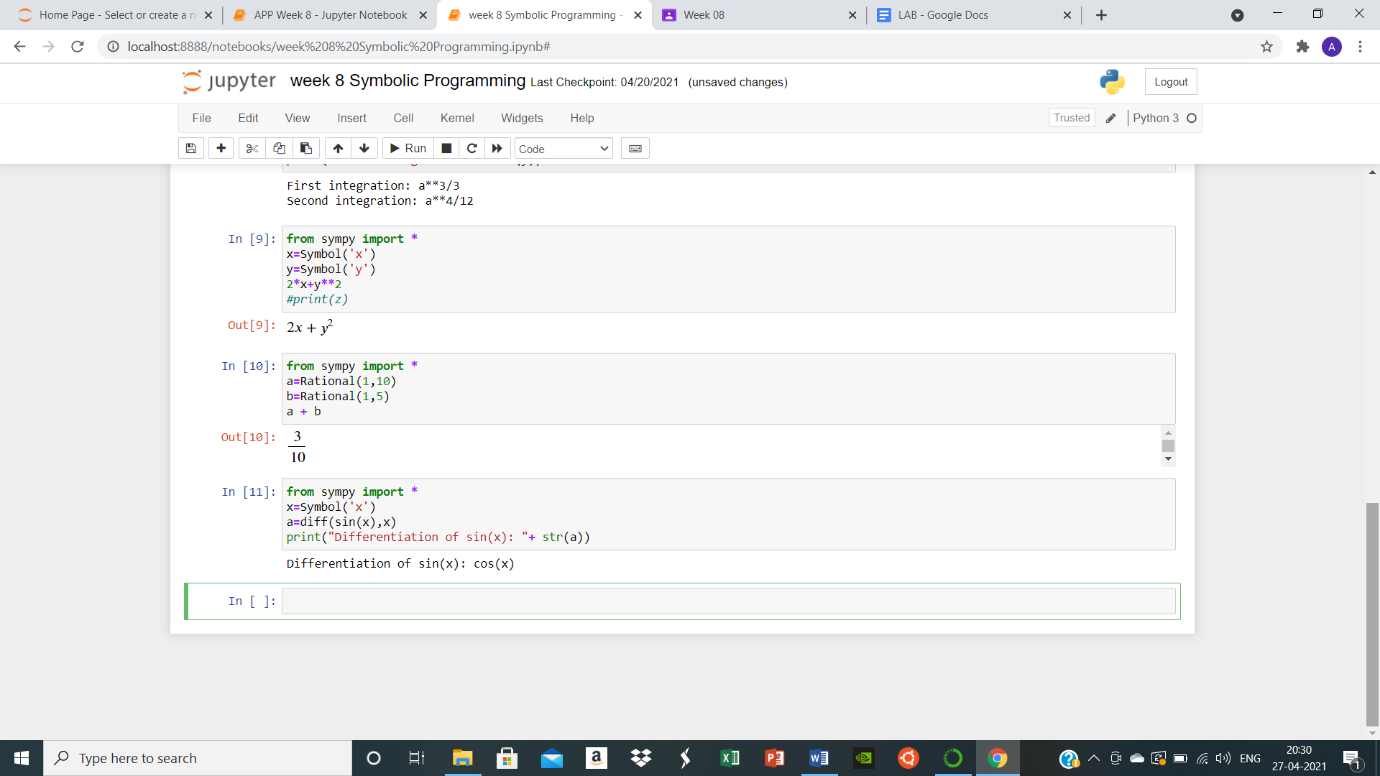 Home Page - Select or create a n
APP Week 8 - Jupyter Notebook
week 8 Symbolic Programming -
Week 08
LAB - Google Docs
localhost:8888/notebooks/week%208%20Symbolic%20Programming.ipynb#
A
jupyter week 8 Symbolic Programming Last Checkpoint: 04/20/2021 (unsaved changes)
Logout
File Edit View Insert Cell Kernel Widgets Help
Trusted Python 3
Run Code
First integration: a**3/3
Second integration: a**4/12
In [9]: from sympy import *
x=Symbol('x')
y=Symbol('y')
2*x+y**2
#print(z)
Out[9]: 2x + y²
In [10]: from sympy import *
a=Rational(1,10)
b=Rational(1,5)
a + b
Out[10]: 3
10
In [11]: from sympy import *
x=Symbol('x')
a=diff(sin(x),x)
print("Differentiation of sin(x): "+ str(a))
Differentiation of sin(x): cos(x)
In [ ]:
Type here to search
ENG
20:30
27-04-2021
1